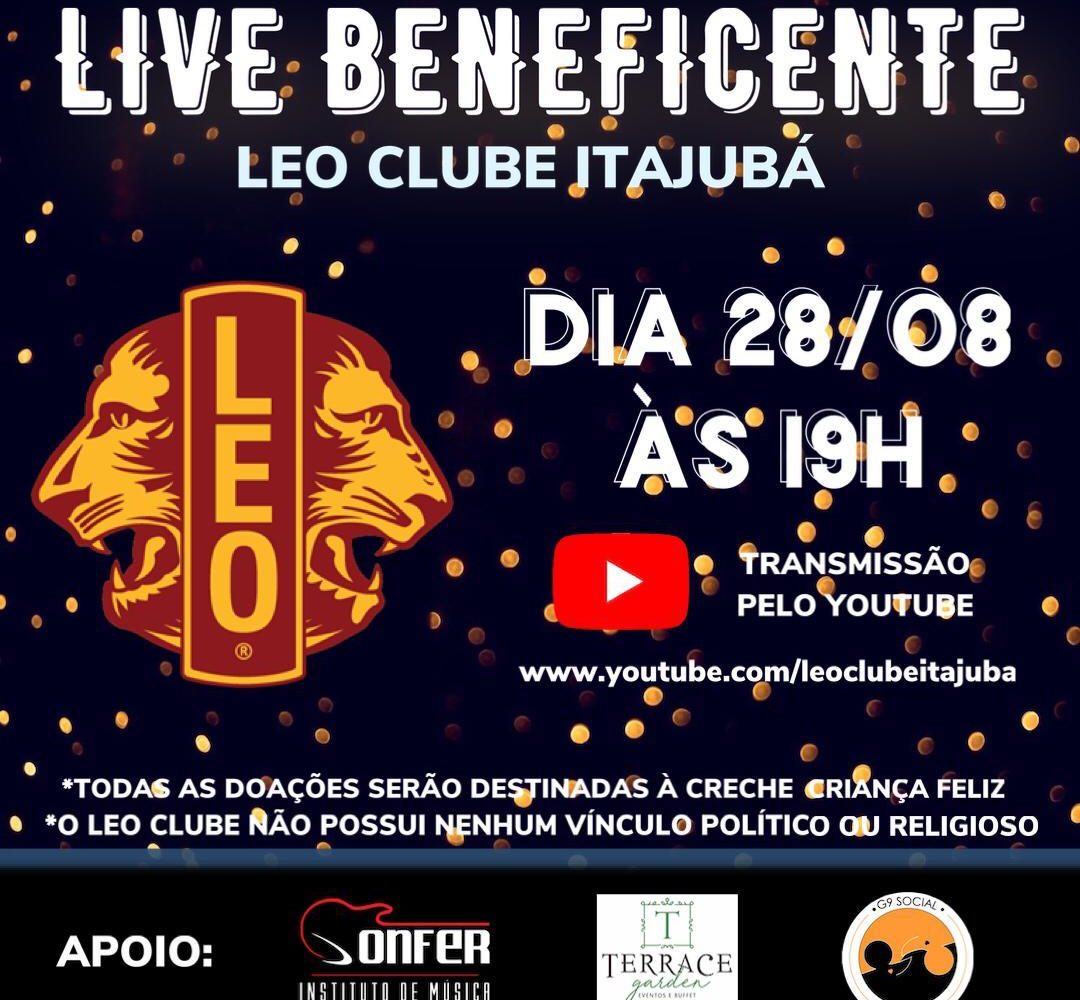 LIVE BENEFICENTE
LEO CLUBE ITAJUBÁ
LEO
®
DIA 28/08
ÀS 19H
TRANSMISSÃO
PELO YOUTUBE
www.youtube.com/leoclubeitajuba
*TODAS AS DOAÇÕES SERÃO DESTINADAS À CRECHE CRIANÇA FELIZ
*O LEO CLUBE NÃO POSSUI NENHUM VÍNCULO POLÍTICO OU RELIGIOSO
APOIO:
SONFER
INSTITUTO DE MÚSICA
T
TERRACE
garden
EVENTOS E BUFFET
•G9 SOCIAL•